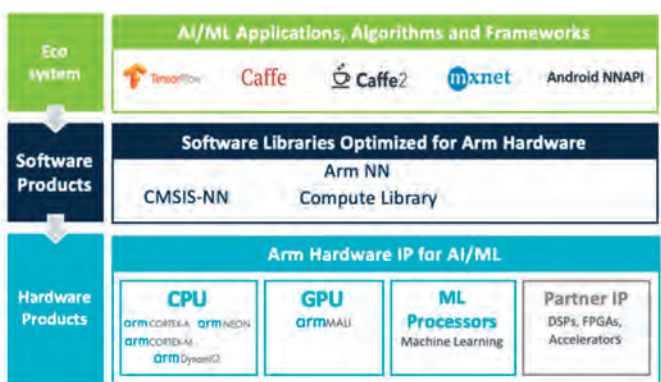 Eco
system
AI/ML Applications, Algorithms and Frameworks
TensorFlow Caffe Caffe2 mxnet Android NNAPI
Software
Products
Software Libraries Optimized for Arm Hardware
Arm NN
CMSIS-NN Compute Library
Hardware
Products
Arm Hardware IP for AI/ML
CPU
arm CORTEX-A arm NEON
arm CORTEX-M
arm DynamIQ
GPU
arm MALI
ML
Processors
Machine Learning
Partner IP
DSPs, FPGAs,
Accelerators